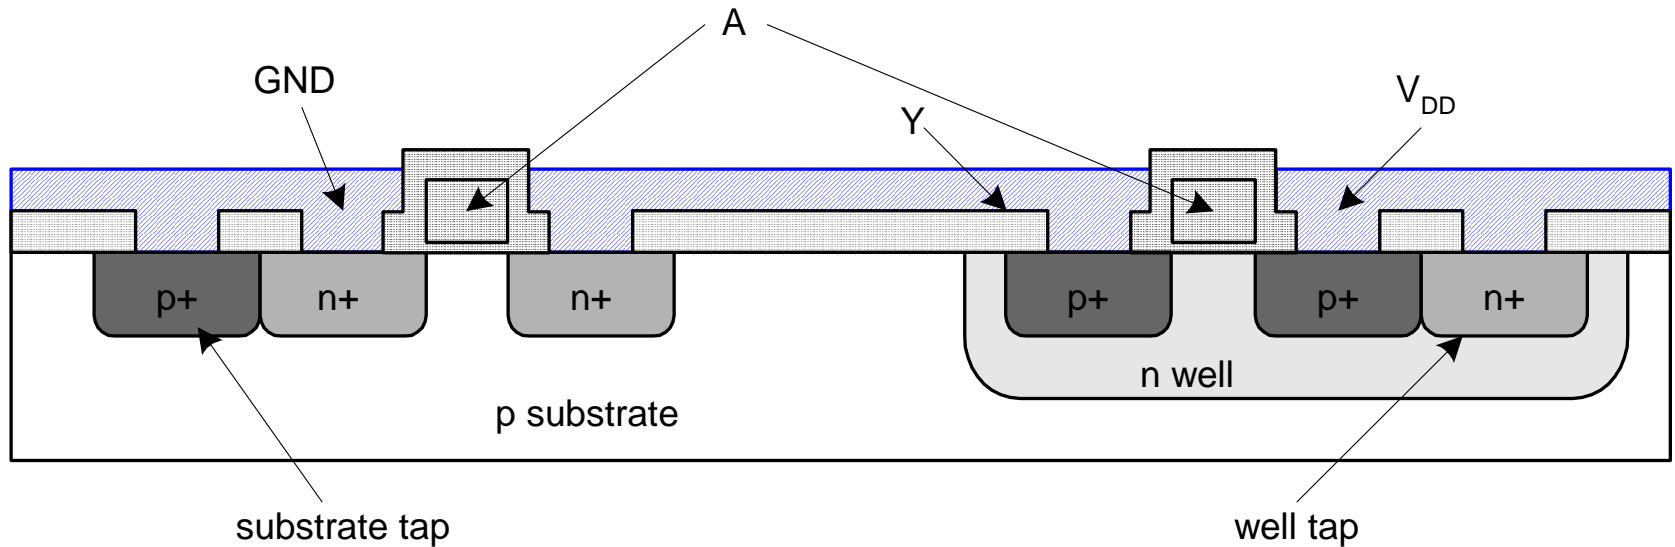 A
GND
Y
VDD
p+
n+
n+
p+
p+
n+
n well
p substrate
substrate tap
well tap